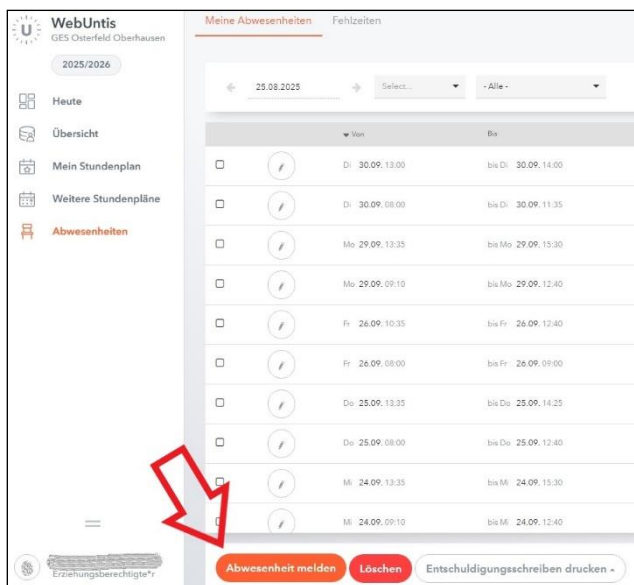 WebUntis
GES Osterfeld Oberhausen
2025/2026
Heute
Übersicht
Mein Stundenplan
Weitere Stundenpläne
Abwesenheiten
Erziehungsberechtigte*r
Meine Abwesenheiten Fehlzeiten
25.08.2025 Select... - Alle -
Von Bis
Di 30.09. 13:00 bis Di 30.09. 14:00
Di 30.09. 08:00 bis Di 30.09. 11:35
Mo 29.09. 13:35 bis Mo 29.09. 15:30
Mo 29.09. 09:10 bis Mo 29.09. 12:40
Fr 26.09. 10:35 bis Fr 26.09. 12:40
Fr 26.09. 08:00 bis Fr 26.09. 09:00
Do 25.09. 13:35 bis Do 25.09. 14:25
Do 25.09. 08:00 bis Do 25.09. 12:40
Mi 24.09. 13:35 bis Mi 24.09. 15:30
Mi 24.09. 09:10 bis Mi 24.09. 12:40
Abwesenheit melden Löschen Entschuldigungsschreiben drucken